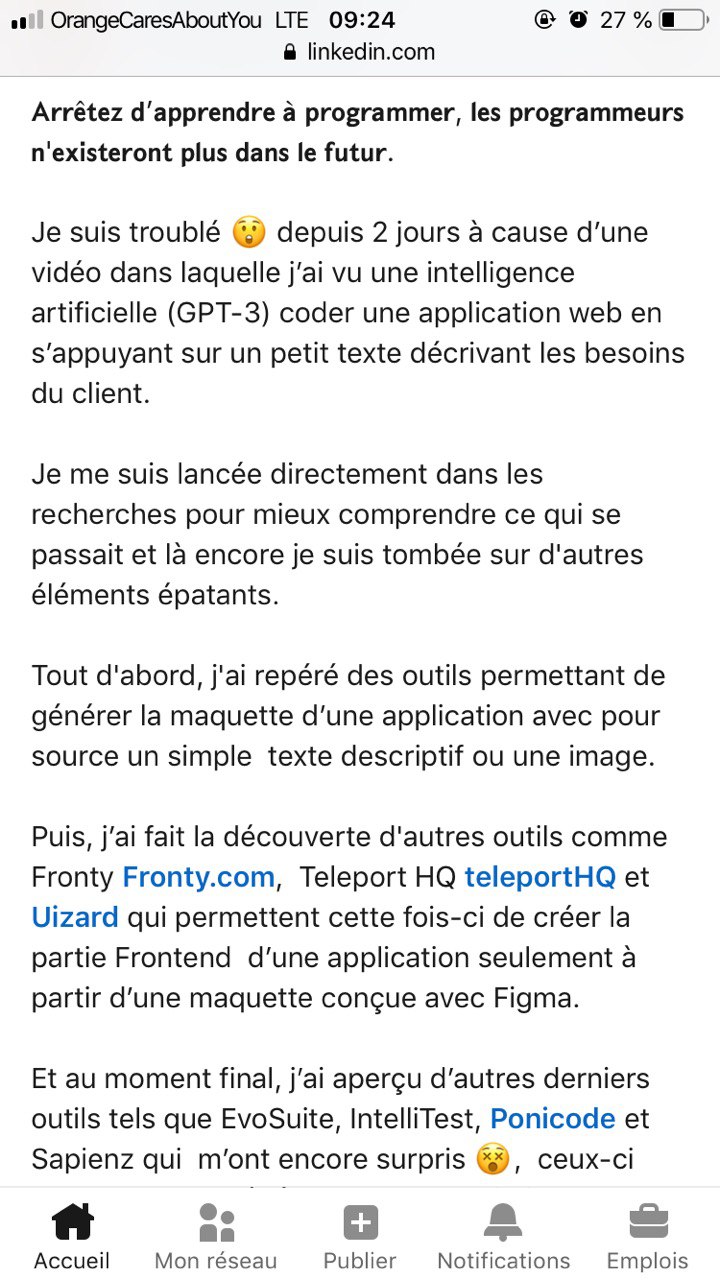 OrangeCaresAboutYou LTE 09:24 27 %
linkedin.com
Arrêtez d’apprendre à programmer, les programmeurs
n'existeront plus dans le futur.
Je suis troublé 😲 depuis 2 jours à cause d’une
vidéo dans laquelle j’ai vu une intelligence
artificielle (GPT-3) coder une application web en
s’appuyant sur un petit texte décrivant les besoins
du client.
Je me suis lancée directement dans les
recherches pour mieux comprendre ce qui se
passait et là encore je suis tombée sur d'autres
éléments épatants.
Tout d'abord, j'ai repéré des outils permettant de
générer la maquette d’une application avec pour
source un simple  texte descriptif ou une image.
Puis, j’ai fait la découverte d'autres outils comme
Fronty Fronty.com,  Teleport HQ teleportHQ et
Uizard qui permettent cette fois-ci de créer la
partie Frontend  d’une application seulement à
partir d’une maquette conçue avec Figma.
Et au moment final, j’ai aperçu d’autres derniers
outils tels que EvoSuite, IntelliTest, Ponicode et
Sapienz qui  m’ont encore surpris 😵,  ceux-ci
Accueil Mon réseau Publier Notifications Emplois